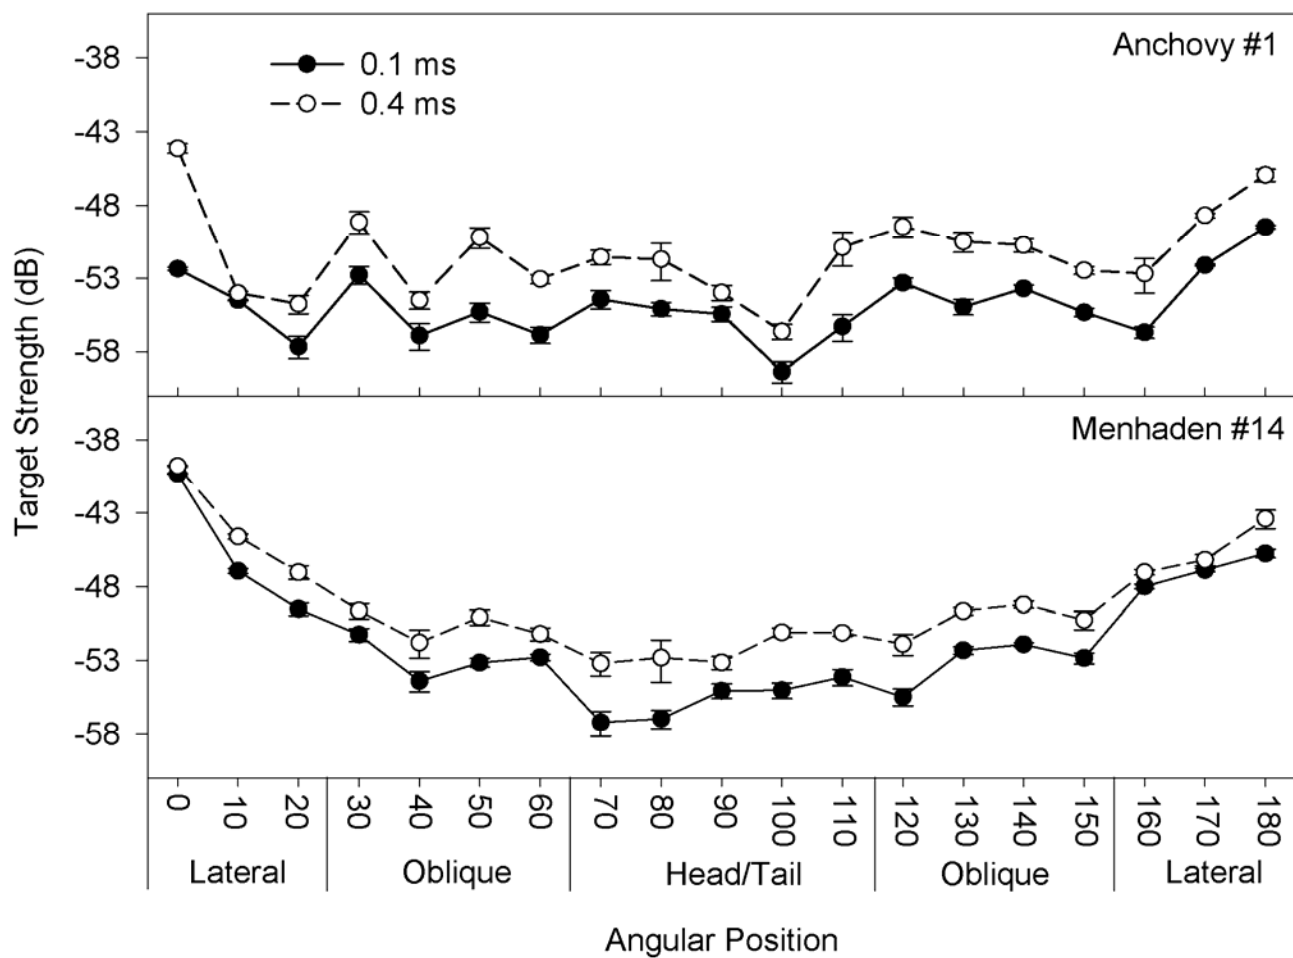 Anchovy #1
0.1 ms
0.4 ms
-38
-43
-48
-53
-58
Target Strength (dB)
Menhaden #14
-38
-43
-48
-53
-58
0 10 20 30 40 50 60 70 80 90 100 110 120 130 140 150 160 170 180
Lateral Oblique Head/Tail Oblique Lateral
Angular Position